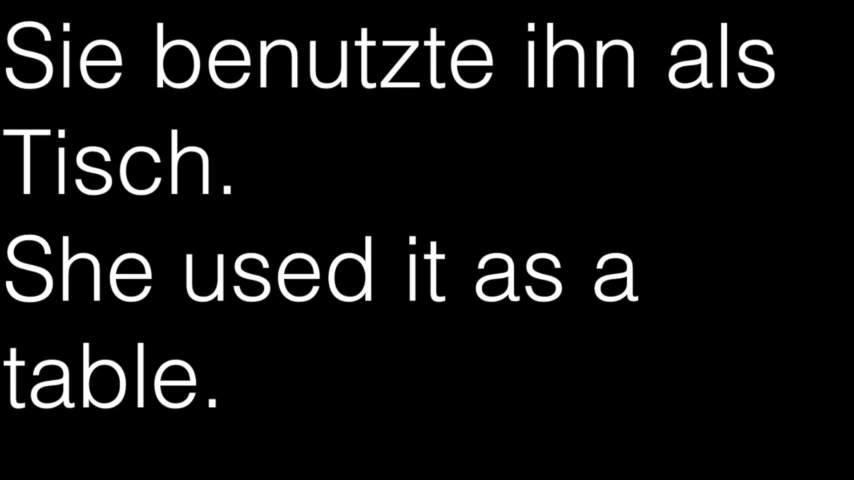 Sie benutzte ihn als
Tisch.
She used it as a
table.